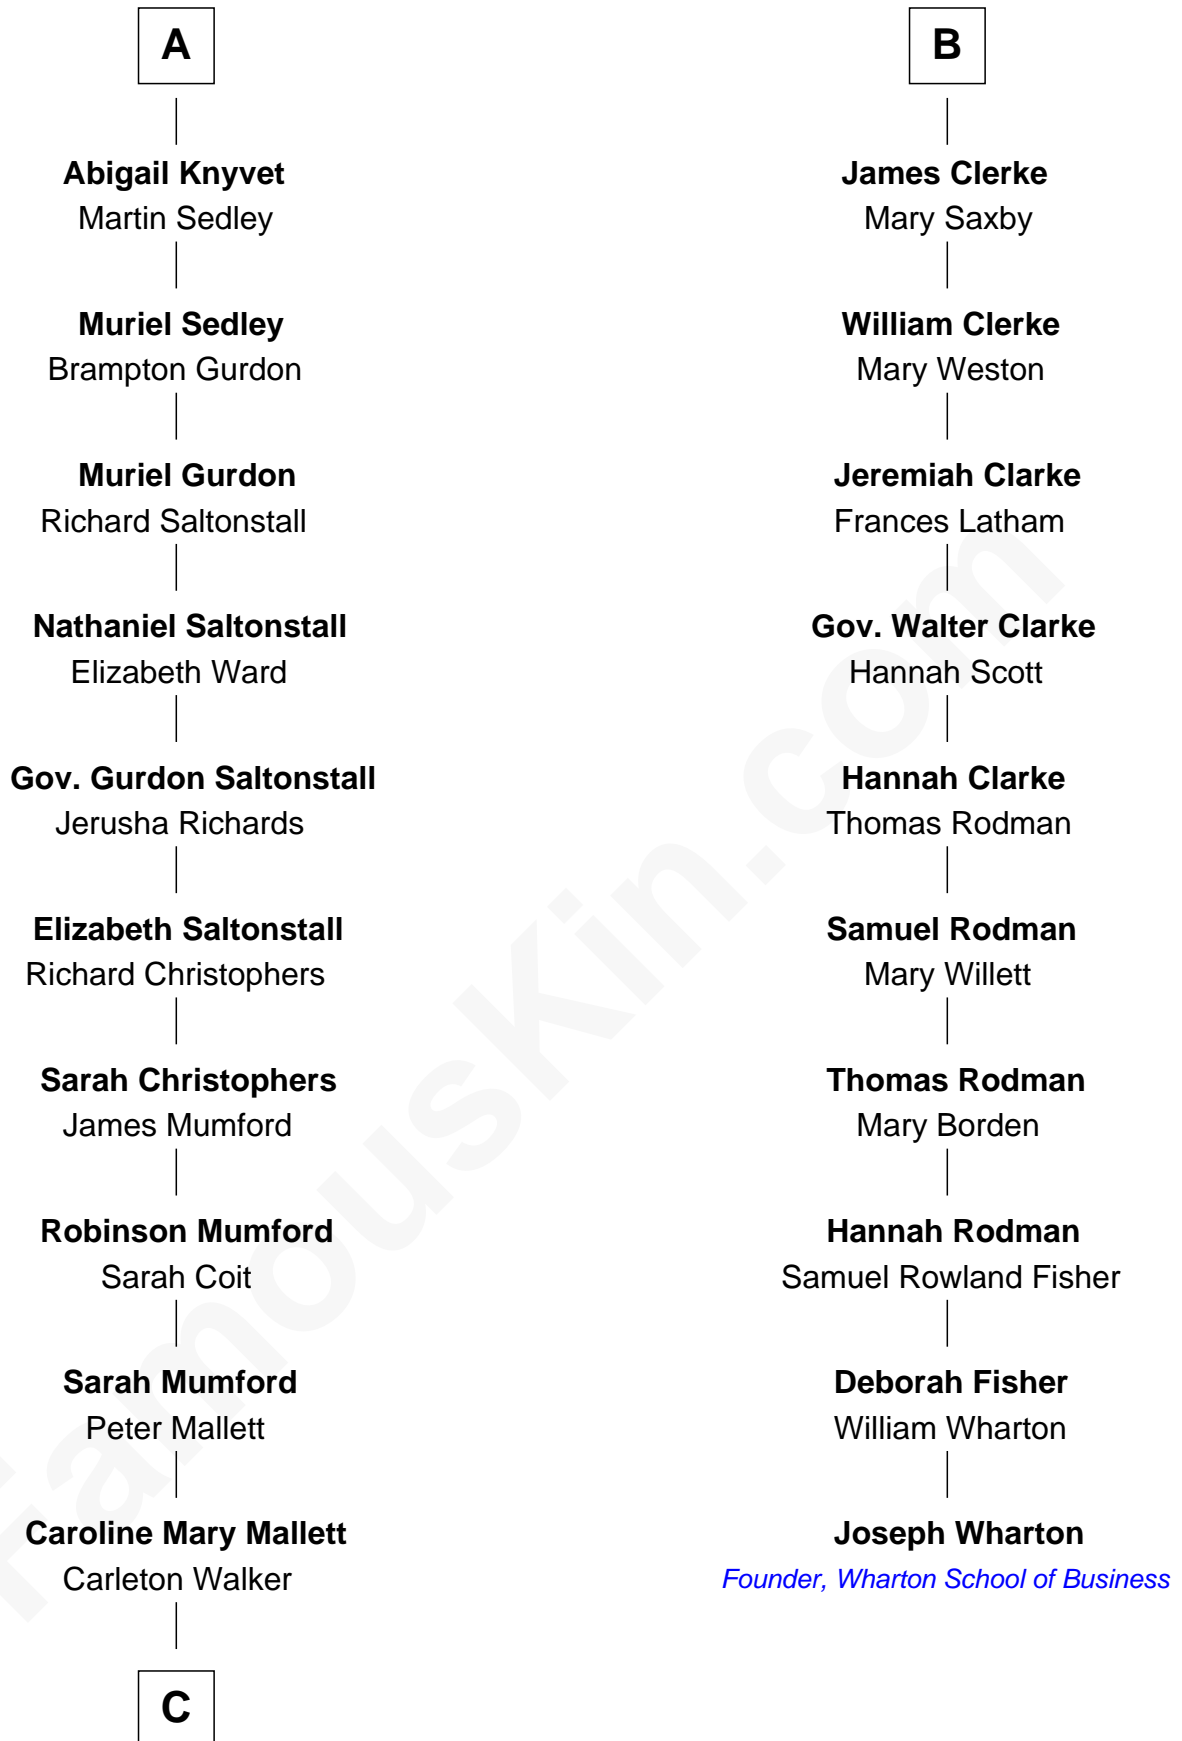 A
Abigail Knyvet
Martin Sedley
Muriel Sedley
Brampton Gurdon
Muriel Gurdon
Richard Saltonstall
Nathaniel Saltonstall
Elizabeth Ward
Gov. Gurdon Saltonstall
Jerusha Richards
Elizabeth Saltonstall
Richard Christophers
Sarah Christophers
James Mumford
Robinson Mumford
Sarah Coit
Sarah Mumford
Peter Mallett
Caroline Mary Mallett
Carleton Walker
C
B
James Clerke
Mary Saxby
William Clerke
Mary Weston
Jeremiah Clarke
Frances Latham
Gov. Walter Clarke
Hannah Scott
Hannah Clarke
Thomas Rodman
Samuel Rodman
Mary Willett
Thomas Rodman
Mary Borden
Hannah Rodman
Samuel Rowland Fisher
Deborah Fisher
William Wharton
Joseph Wharton
Founder, Wharton School of Business
FamousKin.com